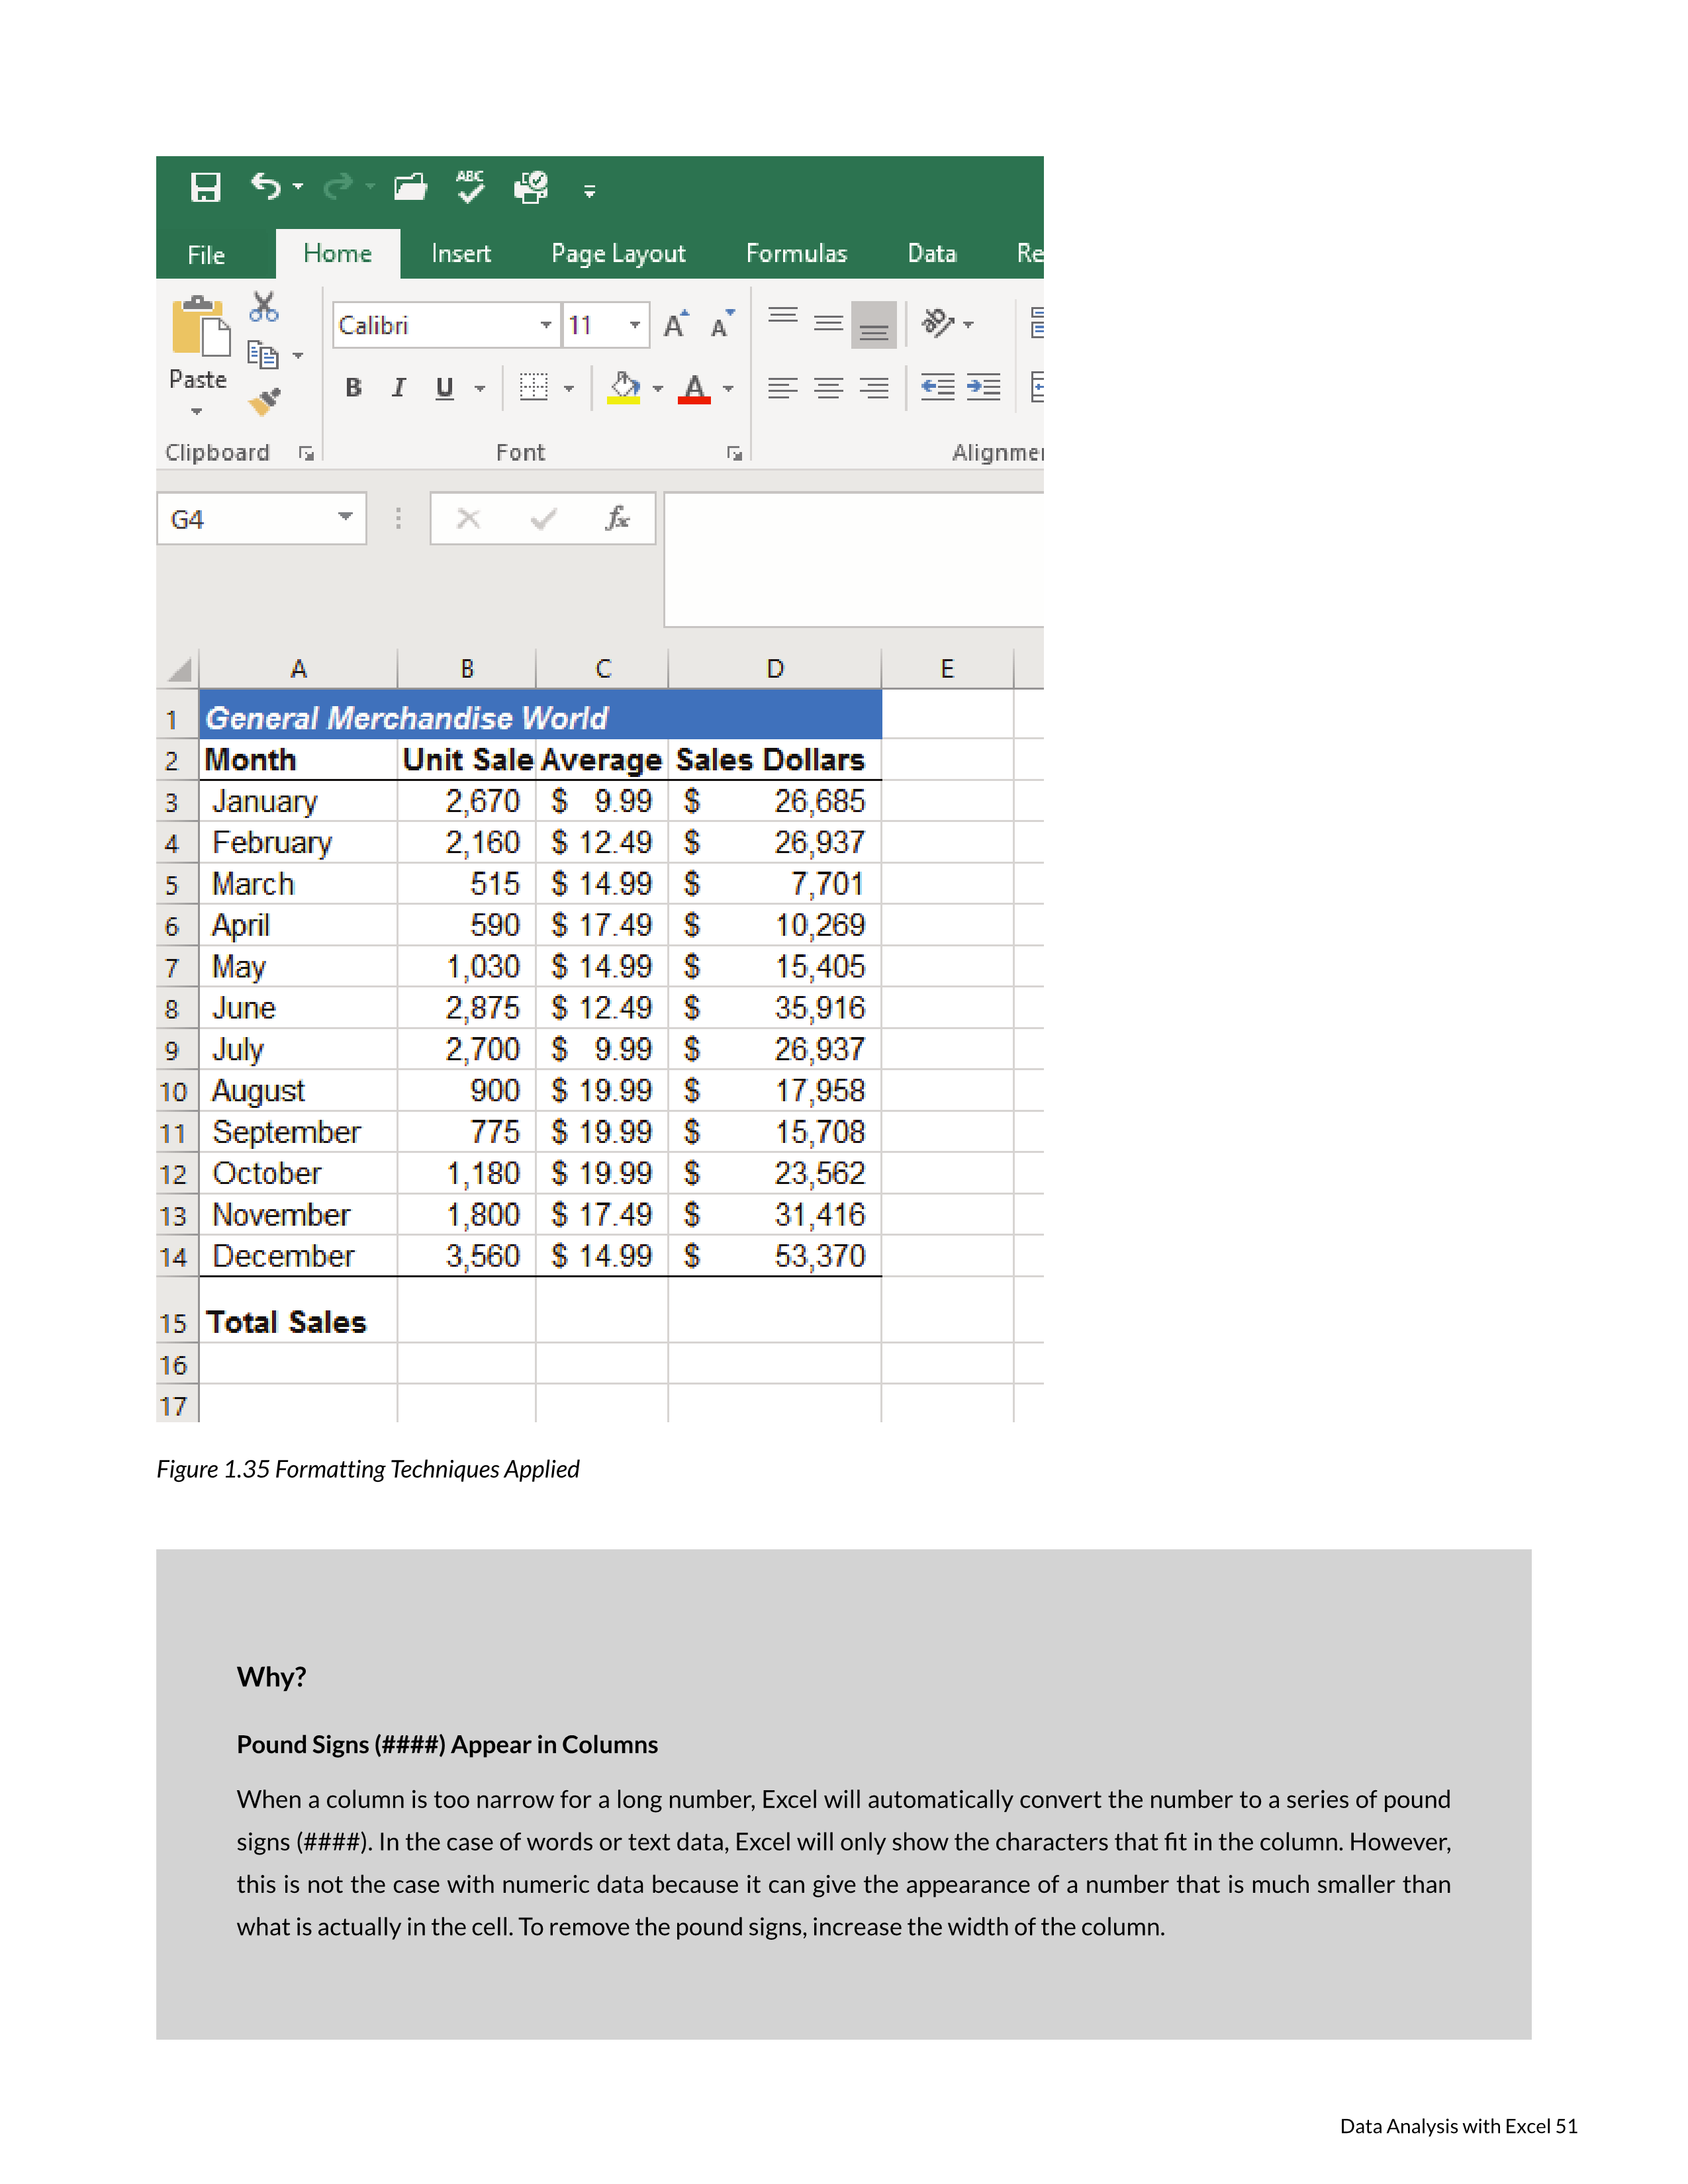 ABC
File Home Insert Page Layout Formulas Data Re
Calibri 11 A A
Paste B I U A
Clipboard Font Alignmer
G4 fx
A B C D E
1 General Merchandise World
2 Month Unit Sale Average Sales Dollars
3 January 2,670 $ 9.99 $ 26,685
4 February 2,160 $ 12.49 $ 26,937
5 March 515 $ 14.99 $ 7,701
6 April 590 $ 17.49 $ 10,269
7 May 1,030 $ 14.99 $ 15,405
8 June 2,875 $ 12.49 $ 35,916
9 July 2,700 $ 9.99 $ 26,937
10 August 900 $ 19.99 $ 17,958
11 September 775 $ 19.99 $ 15,708
12 October 1,180 $ 19.99 $ 23,562
13 November 1,800 $ 17.49 $ 31,416
14 December 3,560 $ 14.99 $ 53,370
15 Total Sales
16
17
Figure 1.35 Formatting Techniques Applied
Why?
Pound Signs (####) Appear in Columns
When a column is too narrow for a long number, Excel will automatically convert the number to a series of pound
signs (####). In the case of words or text data, Excel will only show the characters that fit in the column. However,
this is not the case with numeric data because it can give the appearance of a number that is much smaller than
what is actually in the cell. To remove the pound signs, increase the width of the column.
Data Analysis with Excel 51